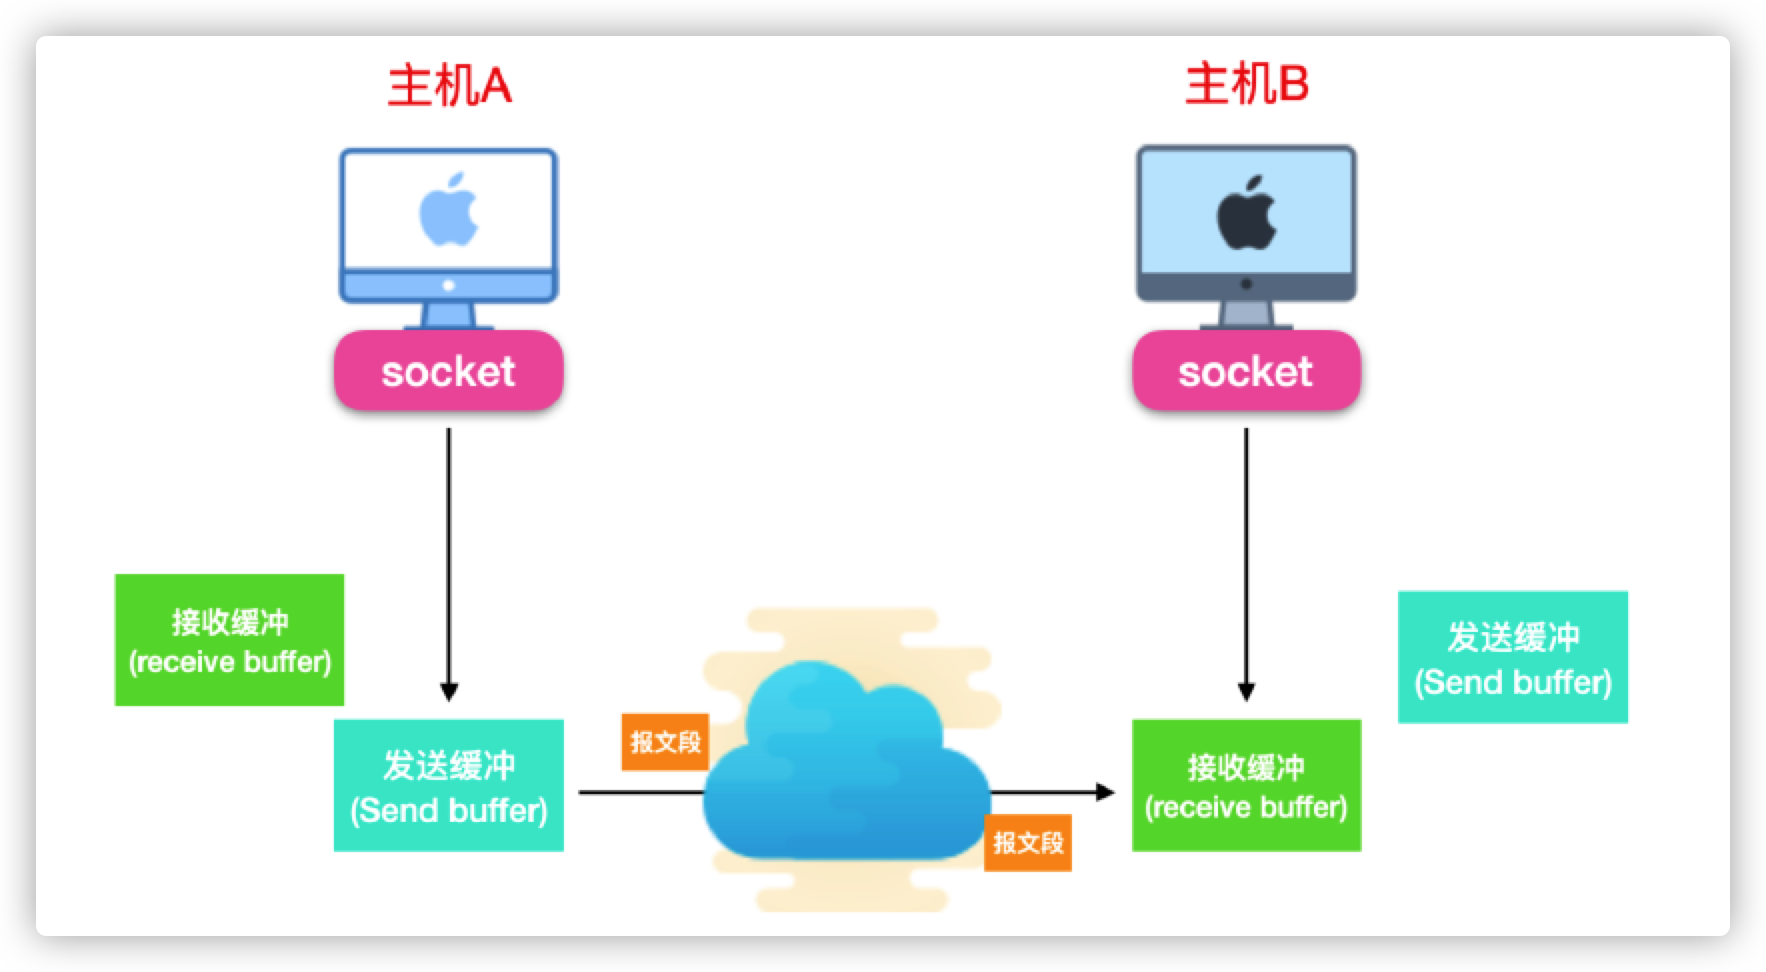 主机A
主机B
socket
socket
接收缓冲
(receive buffer)
发送缓冲
(Send buffer)
发送缓冲
(Send buffer)
报文段
报文段
接收缓冲
(receive buffer)